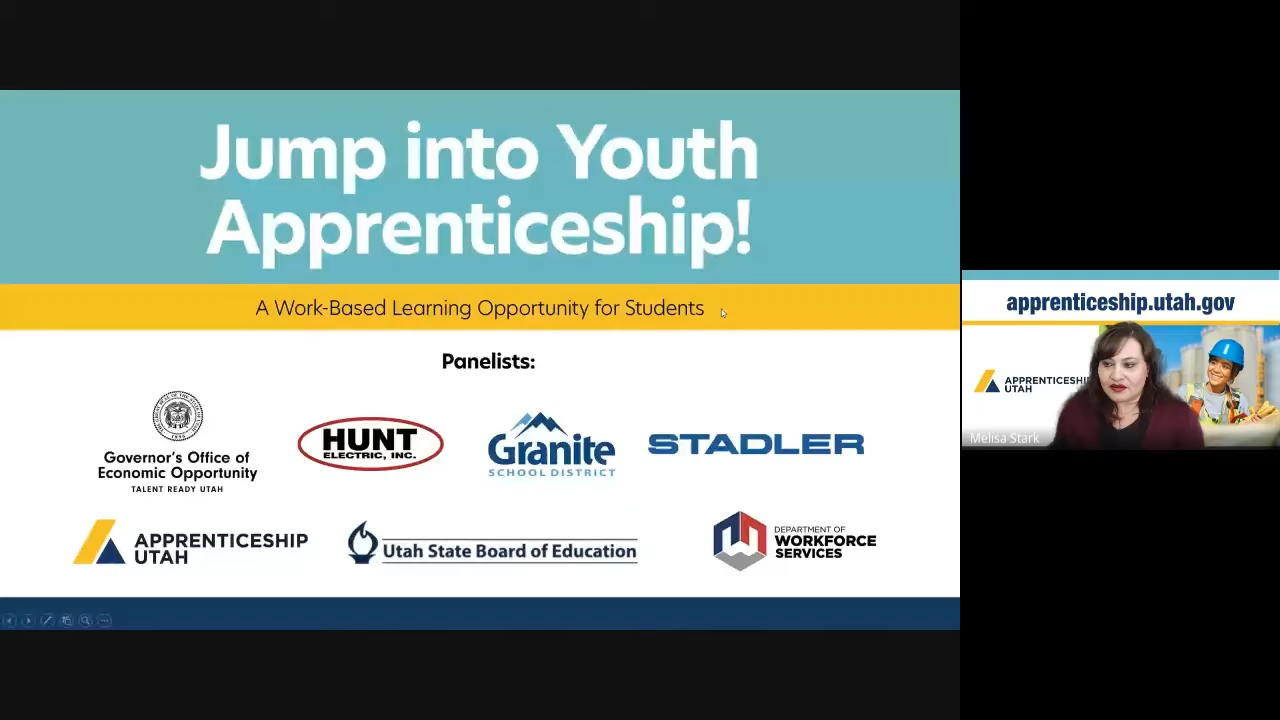 Jump into Youth
Apprenticeship!
A Work-Based Learning Opportunity for Students
Panelists:
Governor's Office of
Economic Opportunity
TALENT READY UTAH
HUNT
ELECTRIC, INC.
Granite
SCHOOL DISTRICT
STADLER
APPRENTICESHIP
UTAH
Utah State Board of Education
DEPARTMENT OF
WORKFORCE
SERVICES
apprenticeship.utah.gov
APPRENTICESHIP
UTAH
Melisa Stark